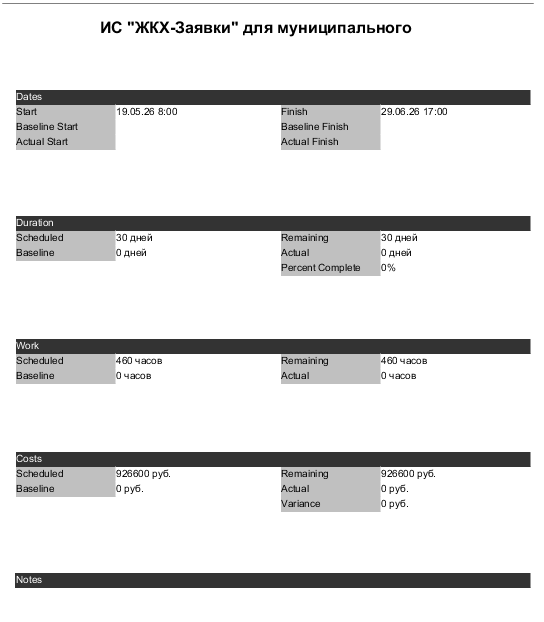 ИС "ЖКХ-Заявки" для муниципального
Dates
Start 19.05.26 8:00 Finish 29.06.26 17:00
Baseline Start Baseline Finish
Actual Start Actual Finish
Duration
Scheduled 30 дней Remaining 30 дней
Baseline 0 дней Actual 0 дней
Percent Complete 0%
Work
Scheduled 460 часов Remaining 460 часов
Baseline 0 часов Actual 0 часов
Costs
Scheduled 926600 руб. Remaining 926600 руб.
Baseline 0 руб. Actual 0 руб.
Variance 0 руб.
Notes